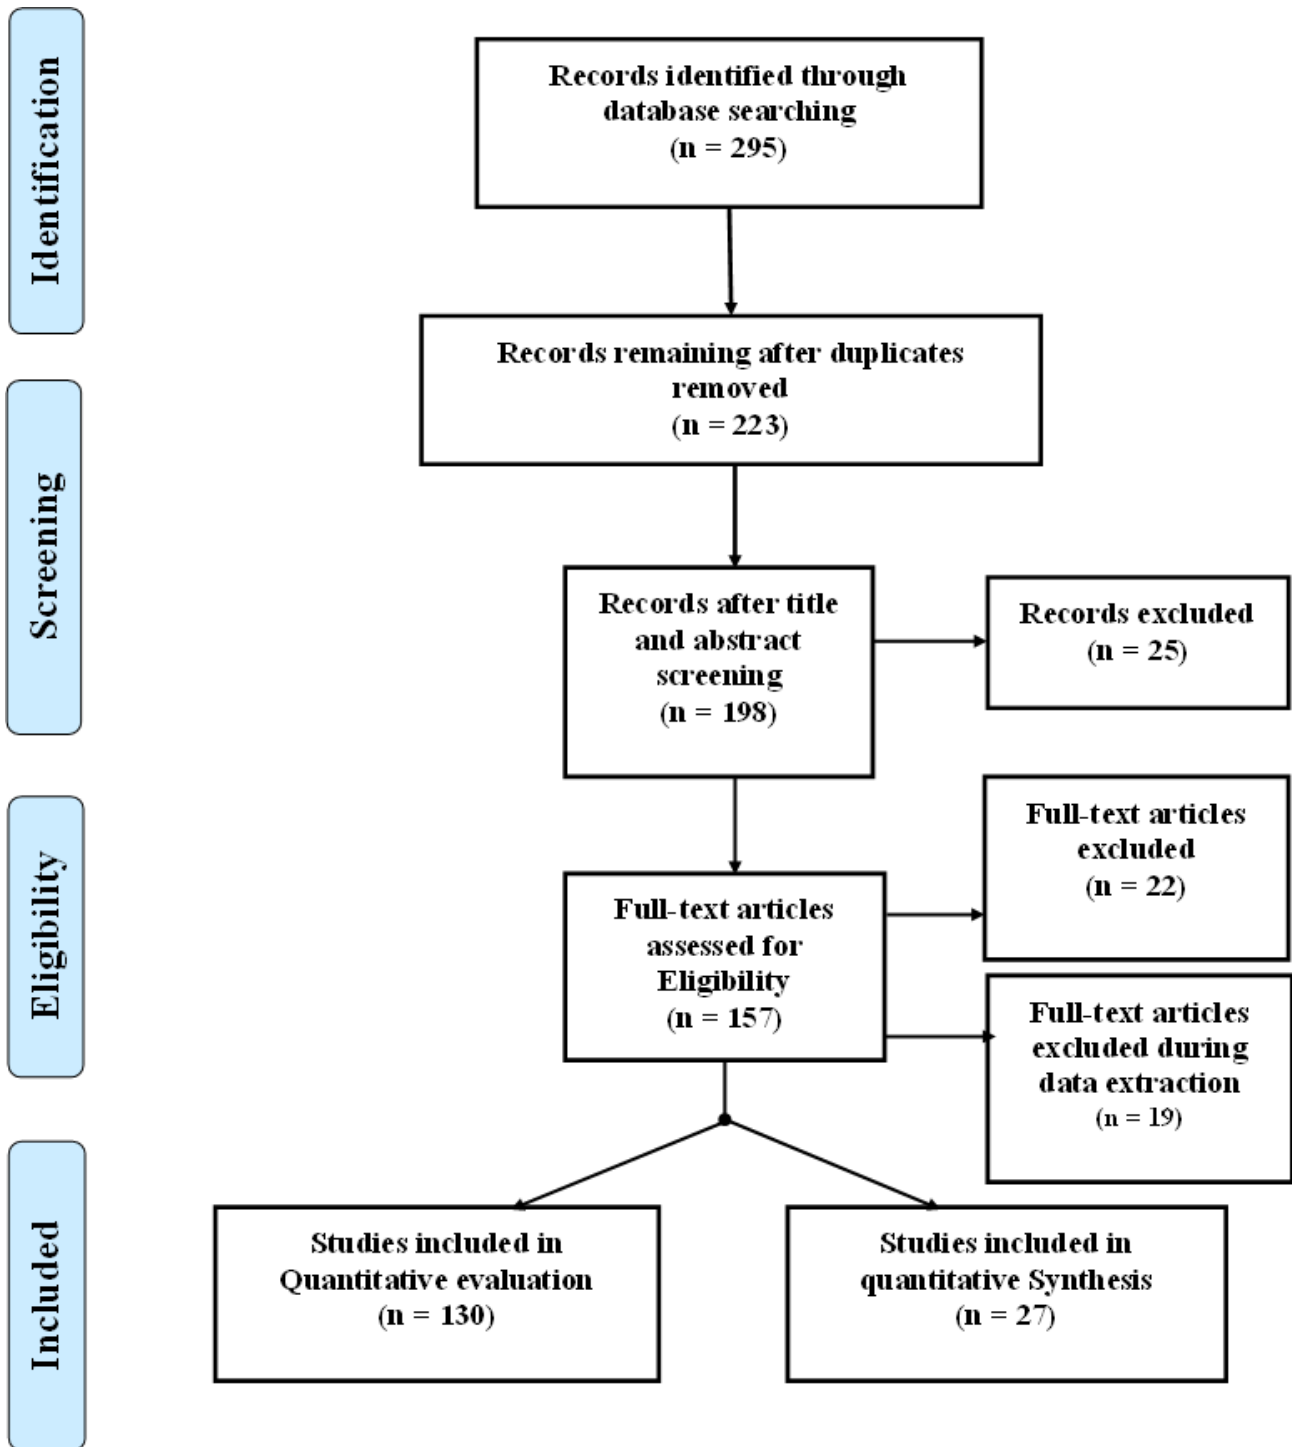 Identification
Records identified through
database searching
(n = 295)
Records remaining after duplicates
removed
(n = 223)
Screening
Records after title
and abstract
screening
(n = 198)
Records excluded
(n = 25)
Eligibility
Full-text articles
assessed for
Eligibility
(n = 157)
Full-text articles
excluded
(n = 22)
Full-text articles
excluded during
data extraction
(n = 19)
Included
Studies included in
Quantitative evaluation
(n = 130)
Studies included in
quantitative Synthesis
(n = 27)